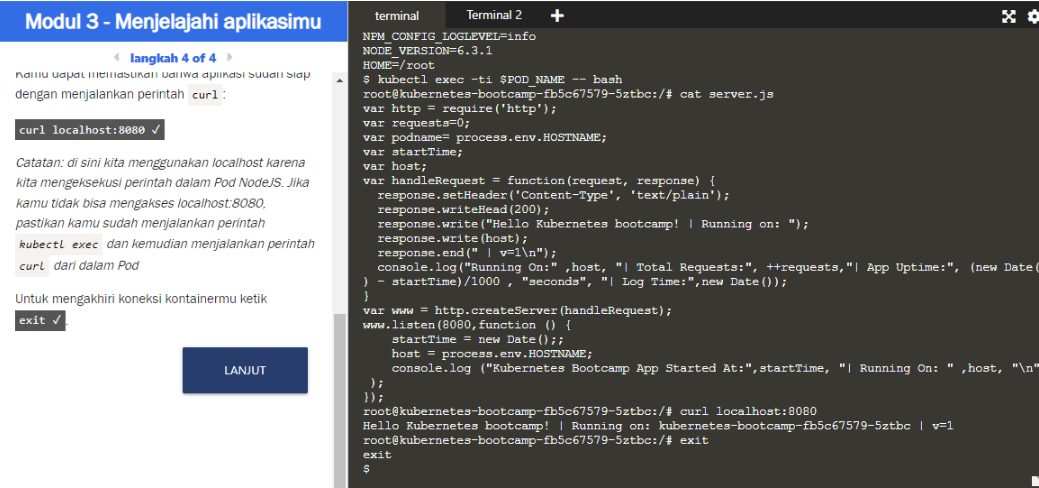 Modul 3 - Menjelajahi aplikasimu
langkah 4 of 4
Kamu dapat memastikan bahwa aplikasi sudah siap
dengan menjalankan perintah curl :
curl localhost:8080 ✓
Catatan: di sini kita menggunakan localhost karena
kita mengeksekusi perintah dalam Pod NodeJS. Jika
kamu tidak bisa mengakses localhost:8080,
pastikan kamu sudah menjalankan perintah
kubectl exec dan kemudian menjalankan perintah
curl dari dalam Pod
Untuk mengakhiri koneksi kontainermu ketik
exit ✓.
LANJUT
terminal Terminal 2 +
NPM_CONFIG_LOGLEVEL=info
NODE_VERSION=6.3.1
HOME=/root
$ kubectl exec -ti $POD_NAME -- bash
root@kubernetes-bootcamp-fb5c67579-5ztbc:/# cat server.js
var http = require('http');
var requests=0;
var podname= process.env.HOSTNAME;
var startTime;
var host;
var handleRequest = function(request, response) {
  response.setHeader('Content-Type', 'text/plain');
  response.writeHead(200);
  response.write("Hello Kubernetes bootcamp! | Running on: ");
  response.write(host);
  response.end(" | v=1\n");
  console.log("Running On:" ,host, "| Total Requests:", ++requests,"| App Uptime:", (new Date(
) - startTime)/1000 , "seconds", "| Log Time:",new Date());
}
var www = http.createServer(handleRequest);
www.listen(8080,function () {
    startTime = new Date();;
    host = process.env.HOSTNAME;
    console.log ("Kubernetes Bootcamp App Started At:",startTime, "| Running On: " ,host, "\n"
 );
});
root@kubernetes-bootcamp-fb5c67579-5ztbc:/# curl localhost:8080
Hello Kubernetes bootcamp! | Running on: kubernetes-bootcamp-fb5c67579-5ztbc | v=1
root@kubernetes-bootcamp-fb5c67579-5ztbc:/# exit
exit
$